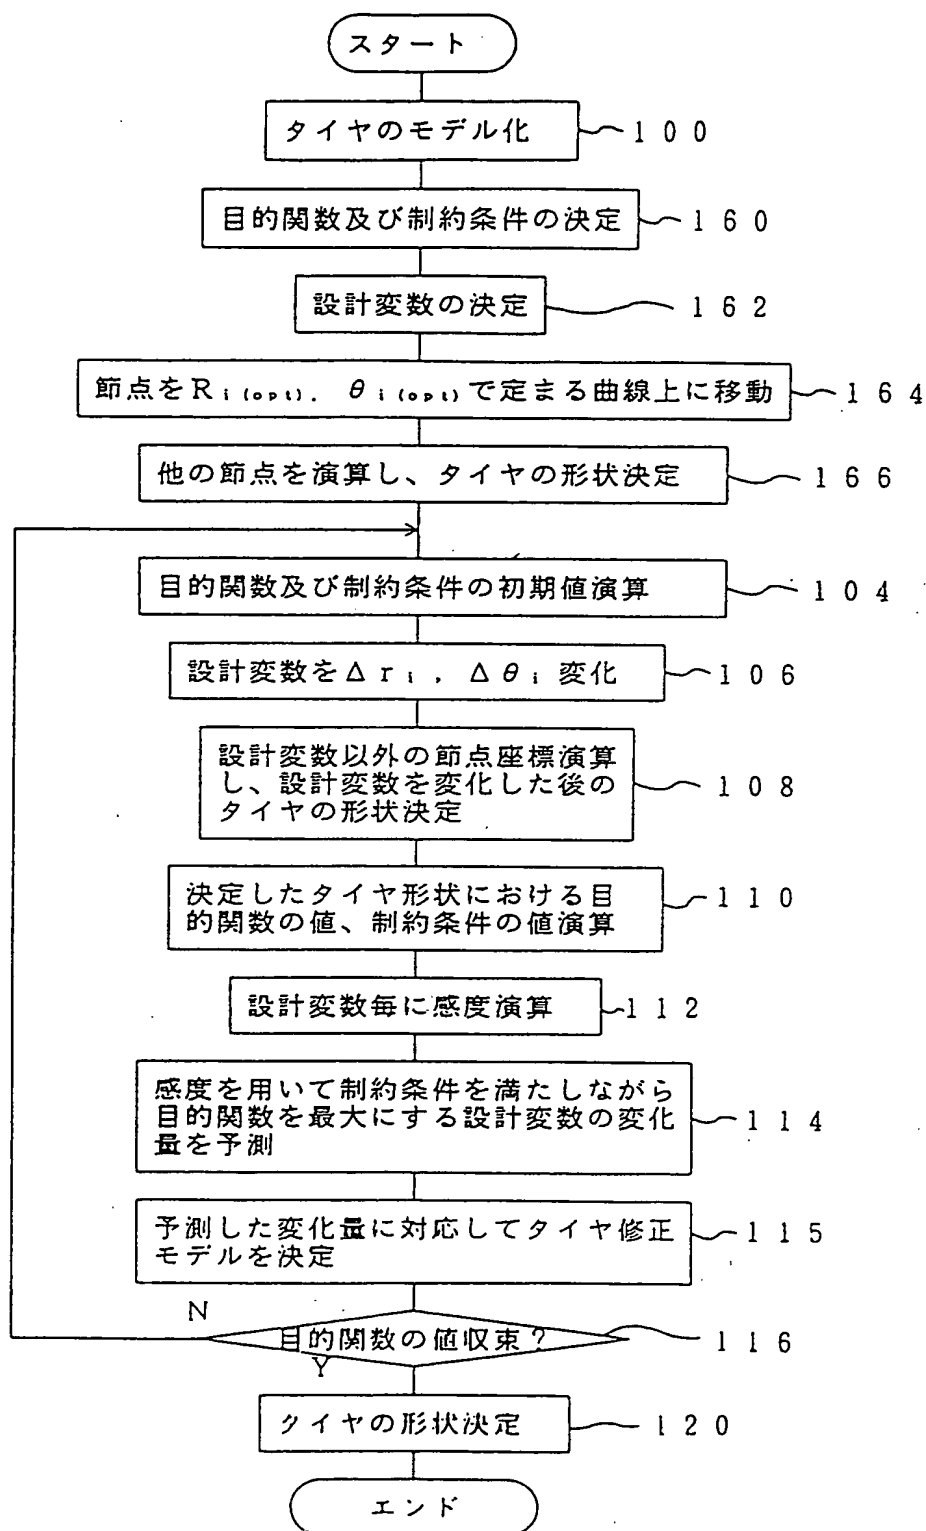 スタート
タイヤのモデル化
100
目的関数及び制約条件の決定
160
設計変数の決定
162
節点をRi(opt), θi(opt)で定まる曲線上に移動
164
他の節点を演算し、タイヤの形状決定
166
目的関数及び制約条件の初期値演算
104
設計変数をΔri, Δθi変化
106
設計変数以外の節点座標演算
し、設計変数を変化した後の
タイヤの形状決定
108
決定したタイヤ形状における目
的関数の値、制約条件の値演算
110
設計変数毎に感度演算
112
感度を用いて制約条件を満たしながら
目的関数を最大にする設計変数の変化
量を予測
114
予測した変化量に対応してタイヤ修正
モデルを決定
115
N
目的関数の値収束?
116
Y
タイヤの形状決定
120
エンド